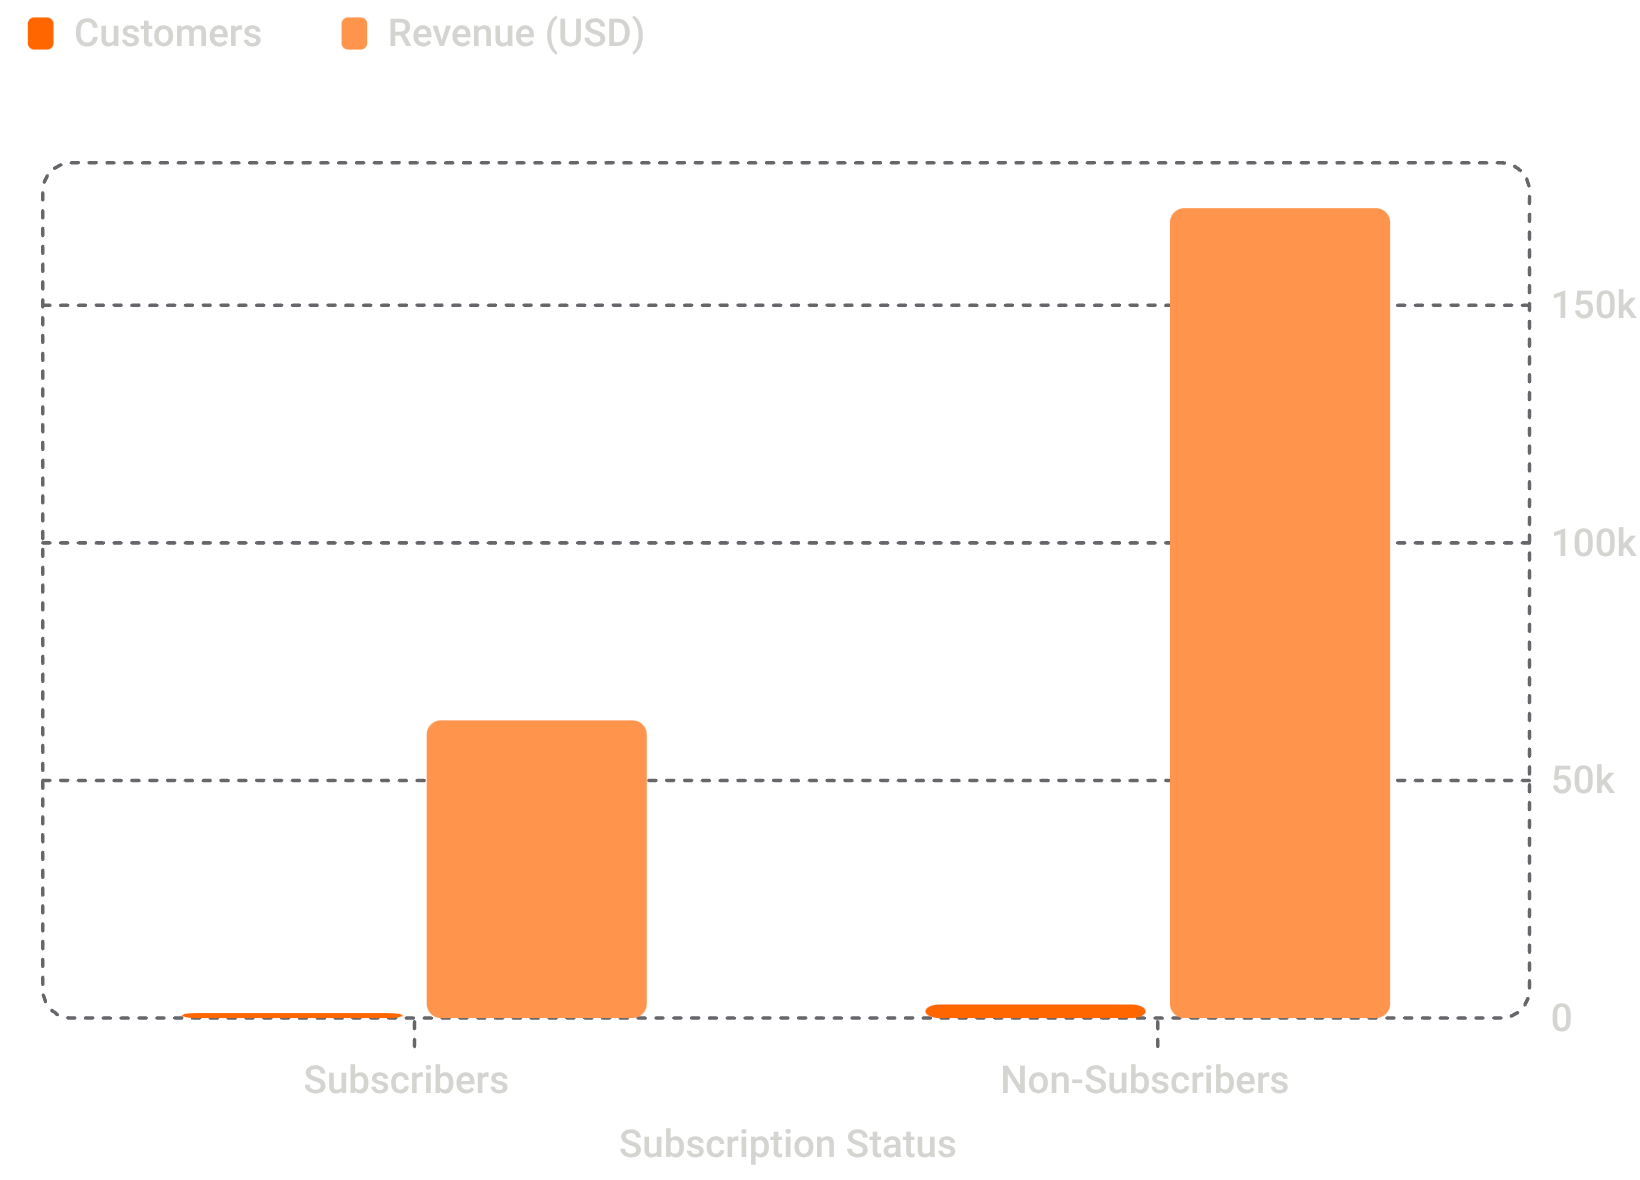 Customers Revenue (USD)
150k
100k
50k
0
Subscribers Non-Subscribers
Subscription Status